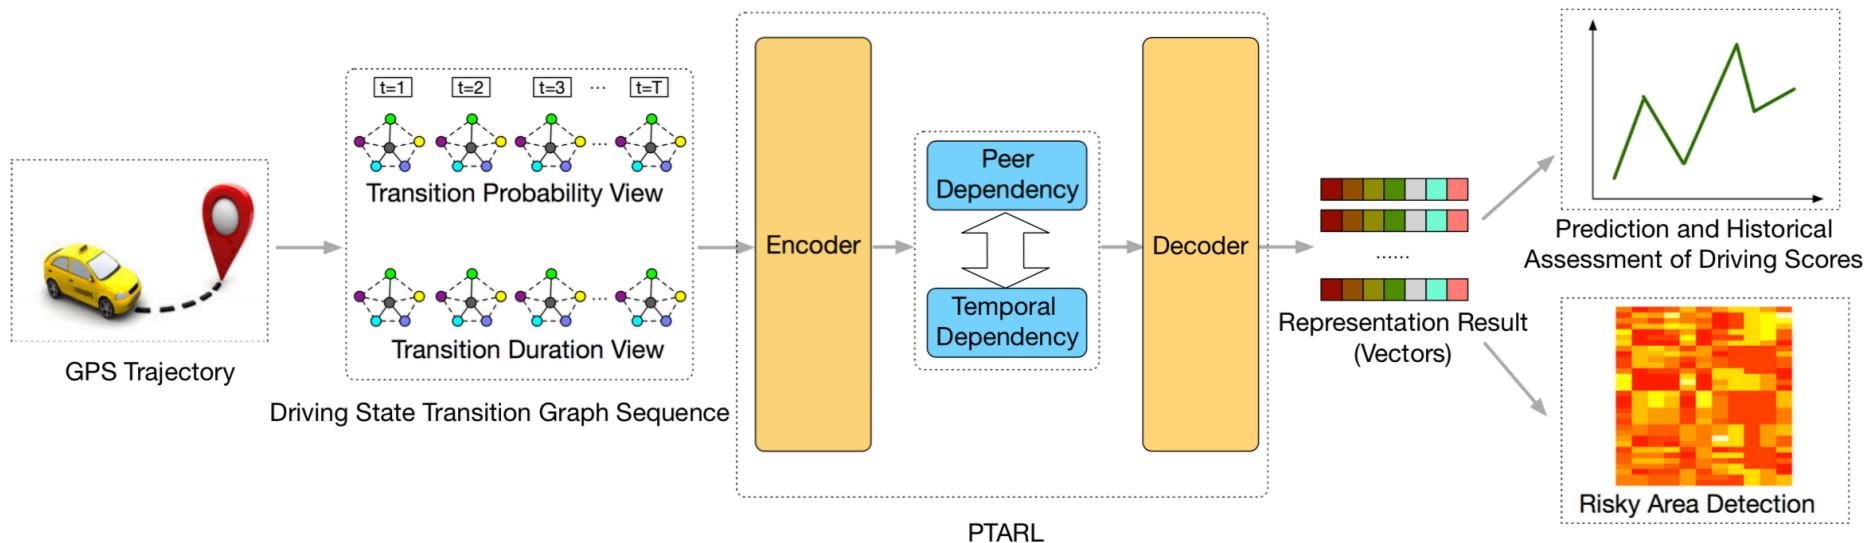 GPS Trajectory
t=1 t=2 t=3 ... t=T
...
Transition Probability View
...
Transition Duration View
Driving State Transition Graph Sequence
Encoder
Peer
Dependency
Temporal
Dependency
Decoder
PTARL
......
Representation Result
(Vectors)
Prediction and Historical
Assessment of Driving Scores
Risky Area Detection